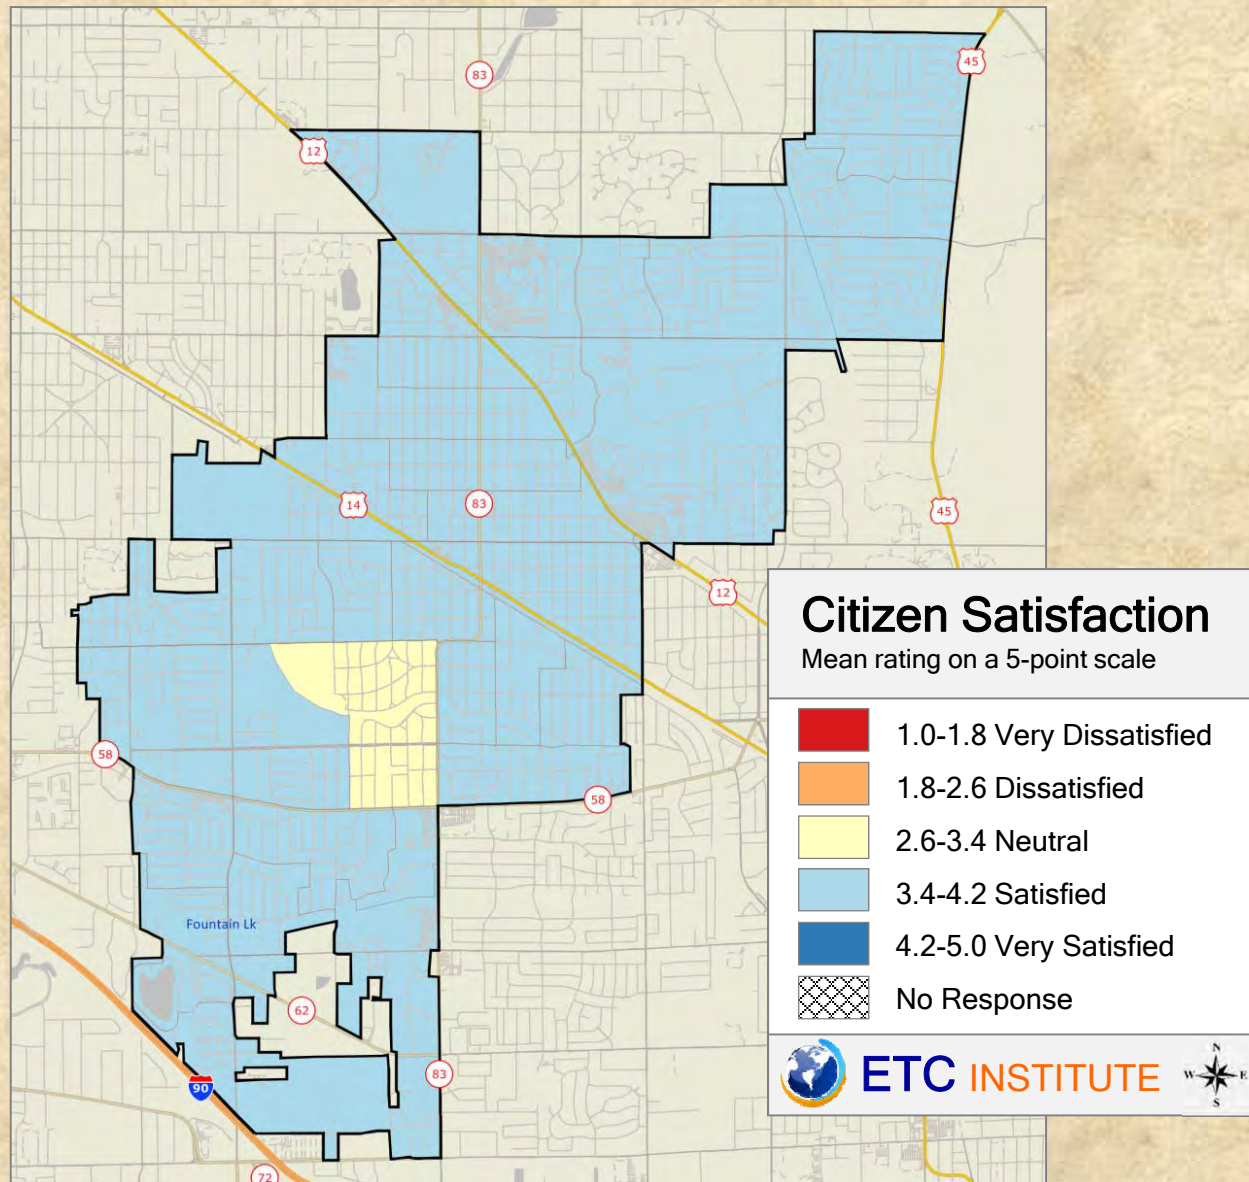 83
45
12
14
83
45
12
58
58
Fountain Lk
62
83
90
72
Citizen Satisfaction
Mean rating on a 5-point scale
1.0-1.8 Very Dissatisfied
1.8-2.6 Dissatisfied
2.6-3.4 Neutral
3.4-4.2 Satisfied
4.2-5.0 Very Satisfied
No Response
ETC INSTITUTE
N
W E
S